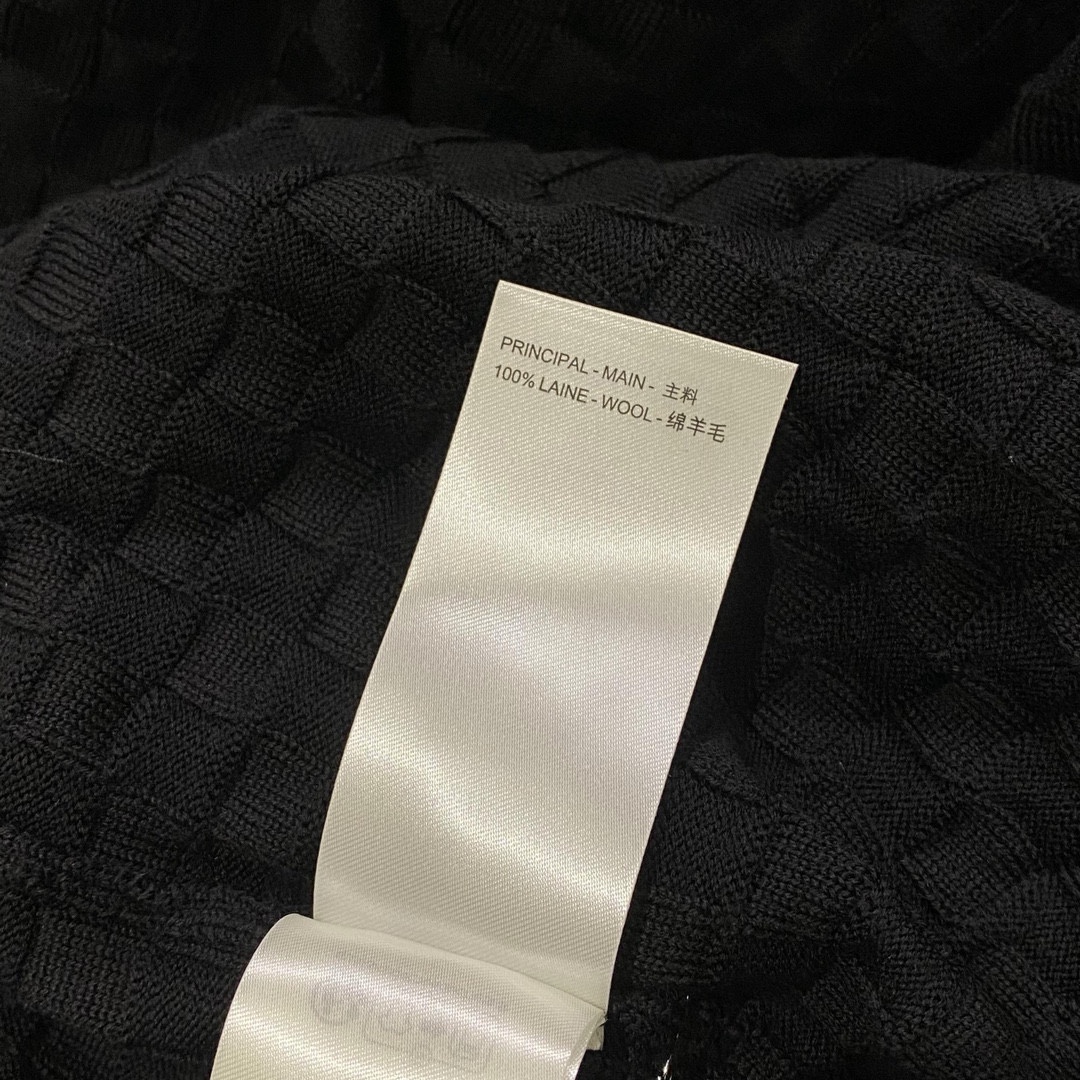 PRINCIPAL - MAIN - 主料
100% LAINE - WOOL - 绵羊毛